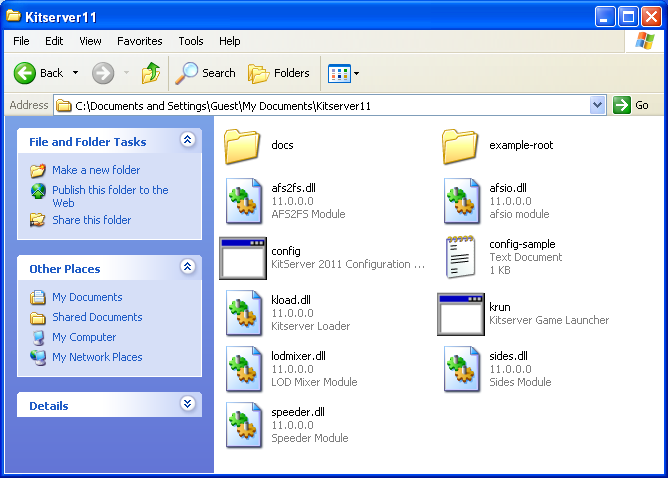 Kitserver11
File Edit View Favorites Tools Help
Back Search Folders
Address C:\Documents and Settings\Guest\My Documents\Kitserver11 Go
File and Folder Tasks
Make a new folder
Publish this folder to the
Web
Share this folder
Other Places
My Documents
Shared Documents
My Computer
My Network Places
Details
docs
example-root
afs2fs.dll
11.0.0.0
AFS2FS Module
afsio.dll
11.0.0.0
afsio module
config
KitServer 2011 Configuration ...
config-sample
Text Document
1 KB
kload.dll
11.0.0.0
Kitserver Loader
krun
Kitserver Game Launcher
lodmixer.dll
11.0.0.0
LOD Mixer Module
sides.dll
11.0.0.0
Sides Module
speeder.dll
11.0.0.0
Speeder Module